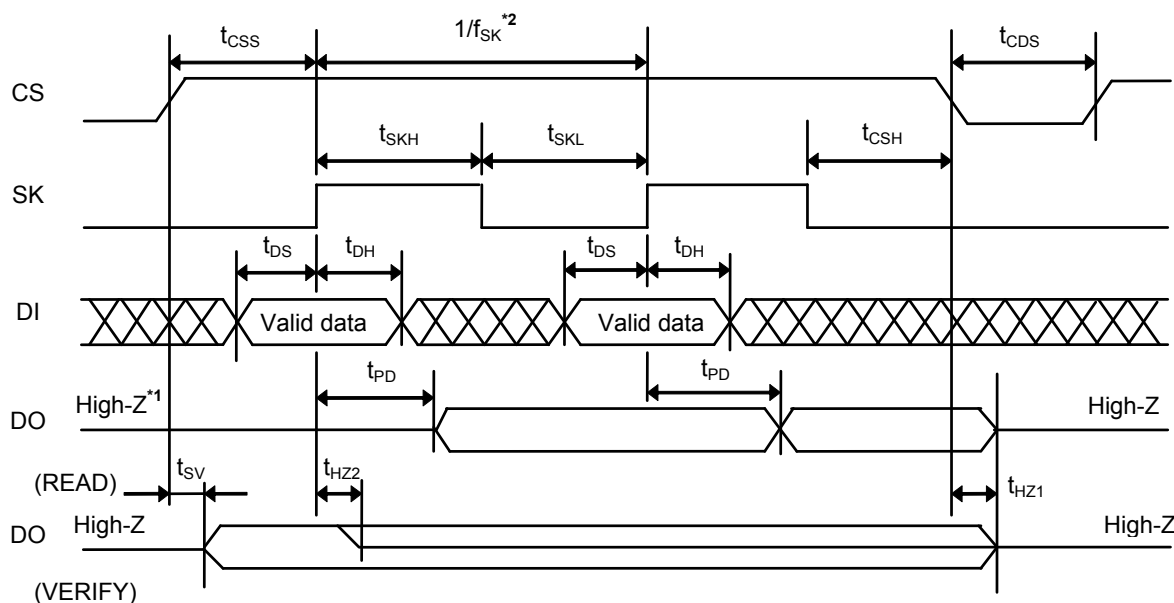 tCSS 1/fSK*2 tCDS
CS
tSKH tSKL tCSH
SK
tDS tDH tDS tDH
DI Valid data Valid data
tPD tPD
DO High-Z*1 High-Z
(READ) tSV tHZ2 tHZ1
DO High-Z High-Z
(VERIFY)